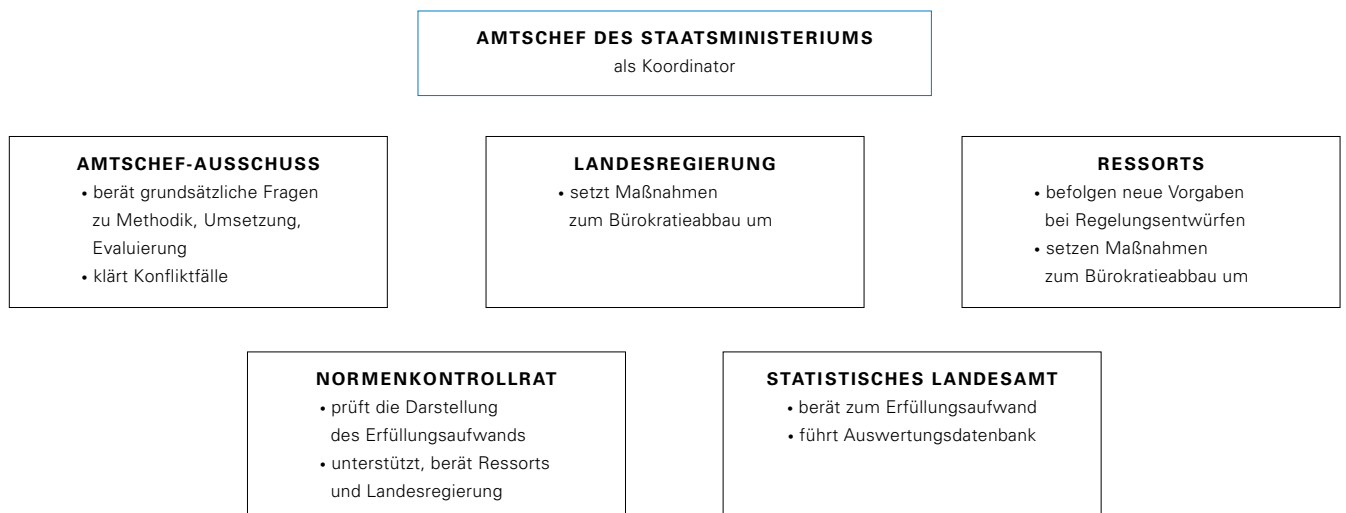 AMTSCHEF DES STAATSMINISTERIUMS
als Koordinator
AMTSCHEF-AUSSCHUSS
• berät grundsätzliche Fragen
zu Methodik, Umsetzung,
Evaluierung
• klärt Konfliktfälle
LANDESREGIERUNG
• setzt Maßnahmen
zum Bürokratieabbau um
RESSORTS
• befolgen neue Vorgaben
bei Regelungsentwürfen
• setzen Maßnahmen
zum Bürokratieabbau um
NORMENKONTROLLRAT
• prüft die Darstellung
des Erfüllungsaufwands
• unterstützt, berät Ressorts
und Landesregierung
STATISTISCHES LANDESAMT
• berät zum Erfüllungsaufwand
• führt Auswertungsdatenbank